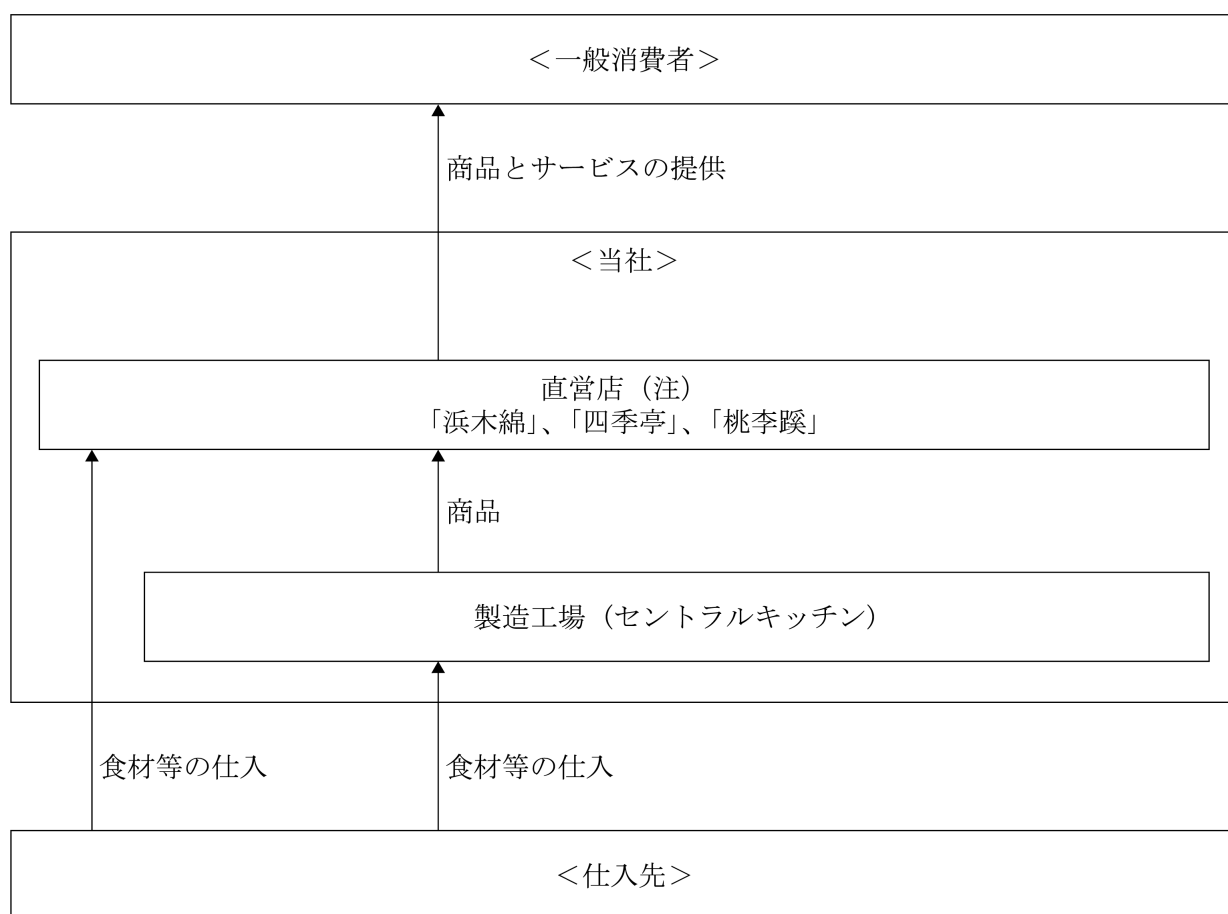 ＜一般消費者＞
商品とサービスの提供
＜当社＞
直営店（注）
「浜木綿」、「四季亭」、「桃李蹊」
商品
製造工場（セントラルキッチン）
食材等の仕入
食材等の仕入
＜仕入先＞